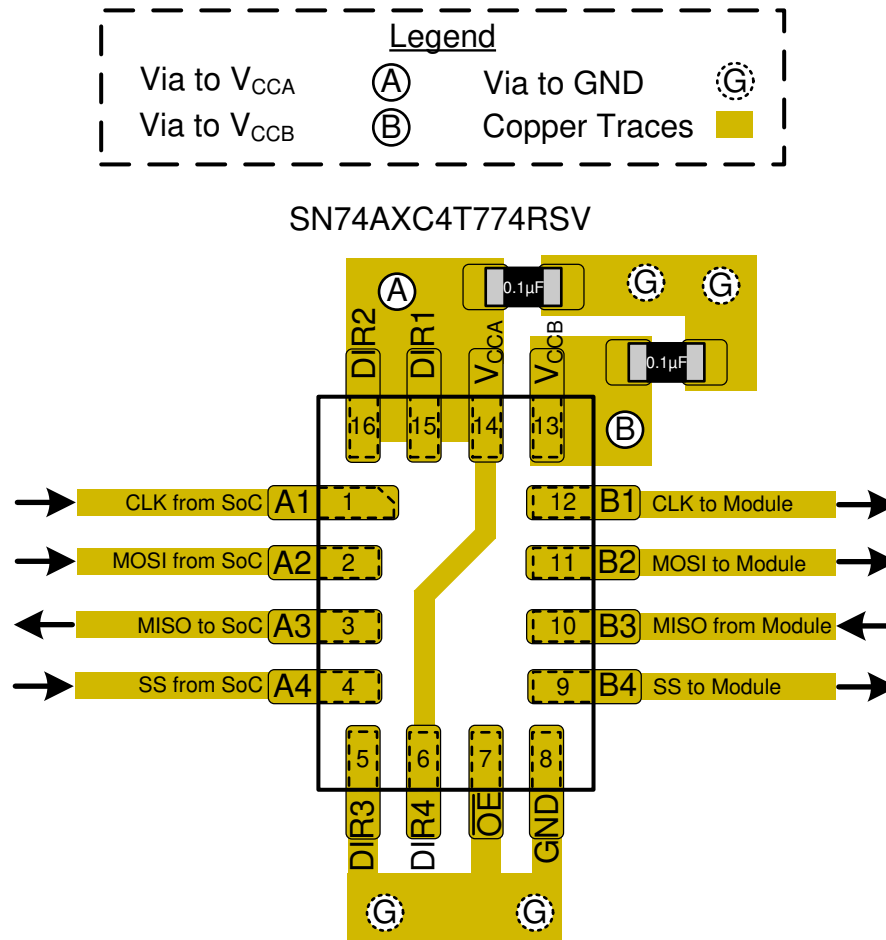 Legend
Via to VCCA A Via to GND G
Via to VCCB B Copper Traces
SN74AXC4T774RSV
A 0.1µF G G
DIR2 DIR1 VCCA VCCB 0.1µF
16 15 14 13 B
CLK from SoC A1 1 12 B1 CLK to Module
MOSI from SoC A2 2 11 B2 MOSI to Module
MISO to SoC A3 3 10 B3 MISO from Module
SS from SoC A4 4 9 B4 SS to Module
5 6 7 8
DIR3 DIR4 O̅E̅ GND
G G